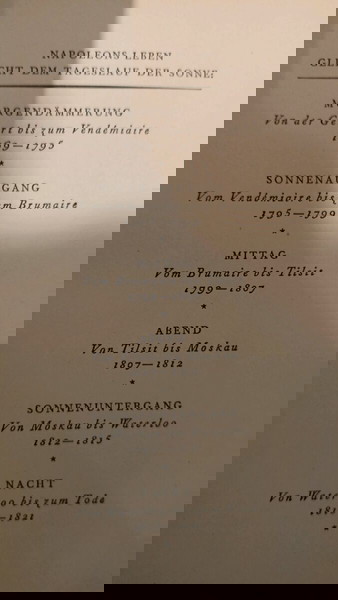 NAPOLEONS LEBEN
GLEICHT DEM TAGESLAUF DER SONNE
MORGENDÄMMERUNG
Von der Geburt bis zum Vendémiaire
1769—1795
*
SONNENAUFGANG
Vom Vendémiaire bis zum Brumaire
1795—1799
*
MITTAG
Vom Brumaire bis Tilsit
1799—1807
*
ABEND
Von Tilsit bis Moskau
1807—1812
*
SONNENUNTERGANG
Von Moskau bis Waterloo
1812—1815
*
NACHT
Von Waterloo bis zum Tode
1815—1821